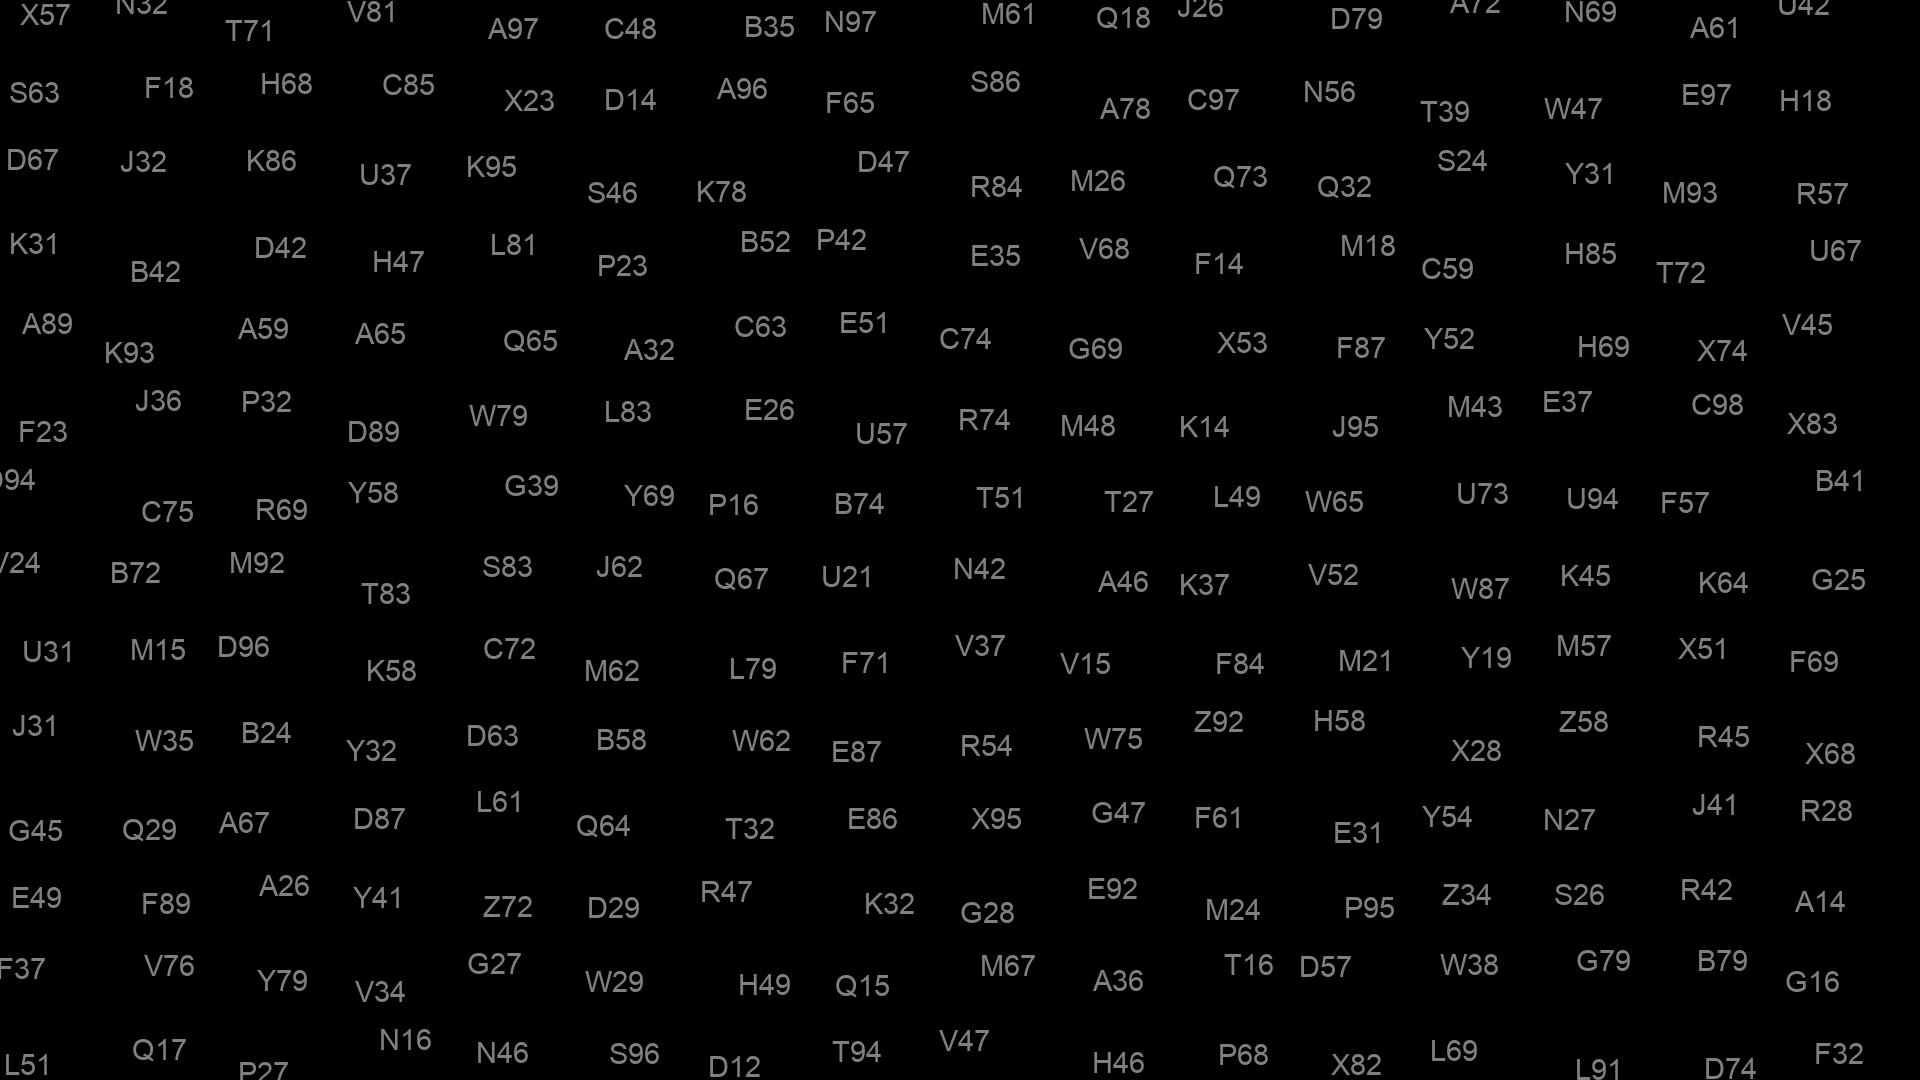 X57 N32 T71 V81 A97 C48 B35 N97 M61 Q18 J26 D79 A72 N69 A61 U42
S63 F18 H68 C85 X23 D14 A96 F65 S86 A78 C97 N56 T39 W47 E97 H18
D67 J32 K86 U37 K95 S46 K78 D47 R84 M26 Q73 Q32 S24 Y31 M93 R57
K31 B42 D42 H47 L81 P23 B52 P42 E35 V68 F14 M18 C59 H85 T72 U67
A89 K93 A59 A65 Q65 A32 C63 E51 C74 G69 X53 F87 Y52 H69 X74 V45
F23 J36 P32 D89 W79 L83 E26 U57 R74 M48 K14 J95 M43 E37 C98 X83
C75 R69 Y58 G39 Y69 P16 B74 T51 T27 L49 W65 U73 U94 F57 B41
V24 B72 M92 T83 S83 J62 Q67 U21 N42 A46 K37 V52 W87 K45 K64 G25
U31 M15 D96 K58 C72 M62 L79 F71 V37 V15 F84 M21 Y19 M57 X51 F69
J31 W35 B24 Y32 D63 B58 W62 E87 R54 W75 Z92 H58 X28 Z58 R45 X68
G45 Q29 A67 D87 L61 Q64 T32 E86 X95 G47 F61 E31 Y54 N27 J41 R28
E49 F89 A26 Y41 Z72 D29 R47 K32 G28 E92 M24 P95 Z34 S26 R42 A14
F37 V76 Y79 V34 G27 W29 H49 Q15 M67 A36 T16 D57 W38 G79 B79 G16
L51 Q17 P27 N16 N46 S96 D12 T94 V47 H46 P68 X82 L69 L91 D74 F32